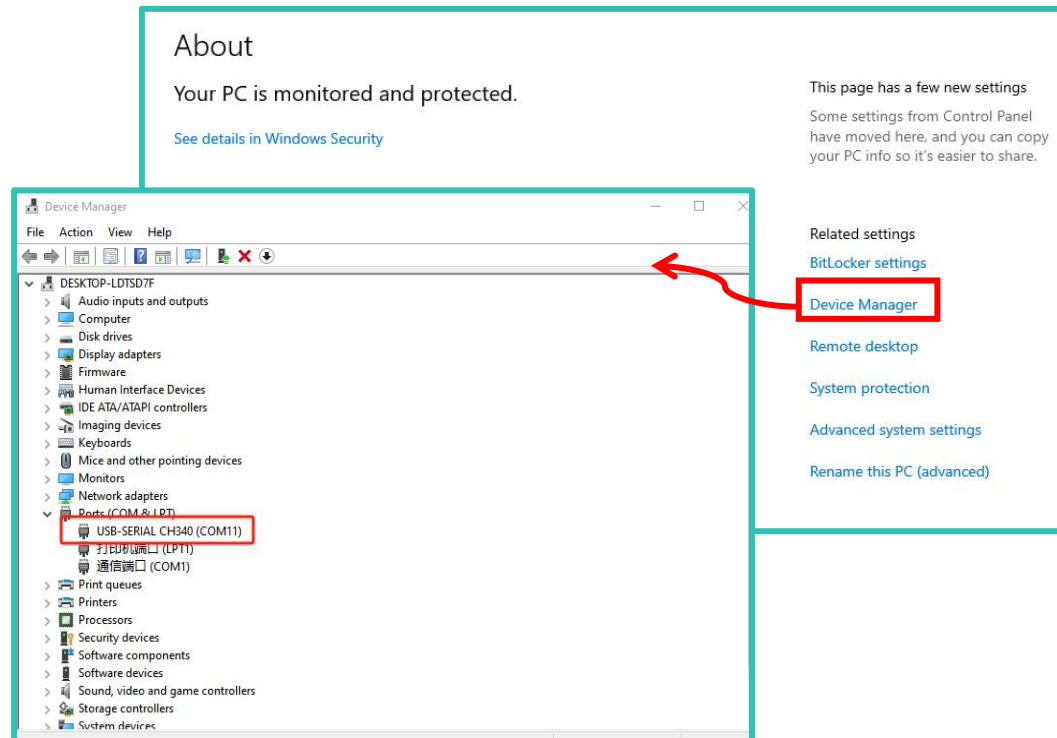 About
Your PC is monitored and protected.
See details in Windows Security
This page has a few new settings
Some settings from Control Panel
have moved here, and you can copy
your PC info so it's easier to share.
Related settings
BitLocker settings
Device Manager
Remote desktop
System protection
Advanced system settings
Rename this PC (advanced)
Device Manager
File Action View Help
DESKTOP-LDTSD7F
Audio inputs and outputs
Computer
Disk drives
Display adapters
Firmware
Human Interface Devices
IDE ATA/ATAPI controllers
Imaging devices
Keyboards
Mice and other pointing devices
Monitors
Network adapters
Ports (COM & LPT)
USB-SERIAL CH340 (COM11)
打印机端口 (LPT1)
通信端口 (COM1)
Print queues
Printers
Processors
Security devices
Software components
Software devices
Sound, video and game controllers
Storage controllers
System devices